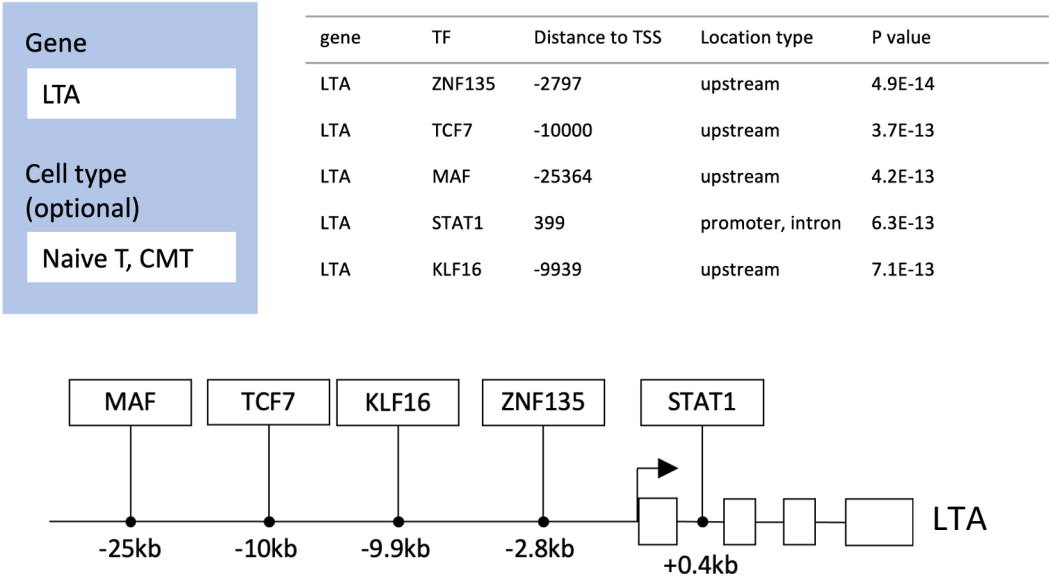 Gene
LTA
Cell type
(optional)
Naive T, CMT
gene TF Distance to TSS Location type P value
LTA ZNF135 -2797 upstream 4.9E-14
LTA TCF7 -10000 upstream 3.7E-13
LTA MAF -25364 upstream 4.2E-13
LTA STAT1 399 promoter, intron 6.3E-13
LTA KLF16 -9939 upstream 7.1E-13
MAF TCF7 KLF16 ZNF135 STAT1
LTA
-25kb -10kb -9.9kb -2.8kb +0.4kb